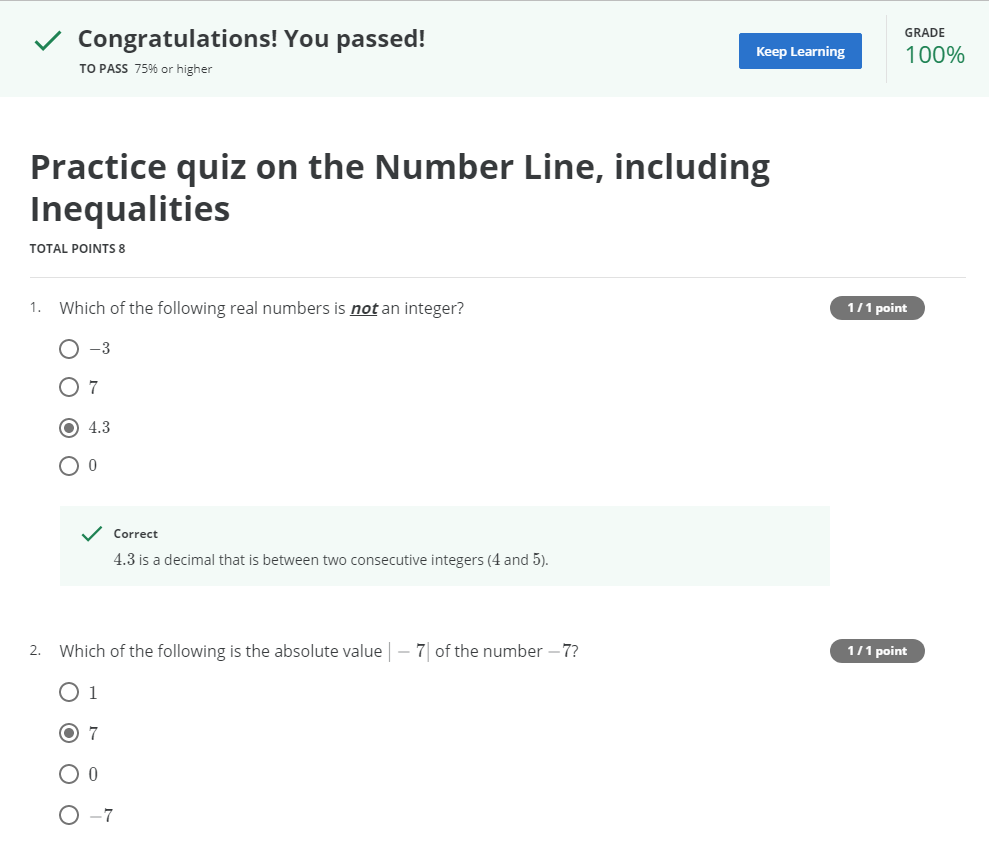 Congratulations! You passed!
TO PASS 75% or higher
Keep Learning
GRADE
100%
Practice quiz on the Number Line, including
Inequalities
TOTAL POINTS 8
1. Which of the following real numbers is not an integer?
1 / 1 point
−3
7
4.3
0
Correct
4.3 is a decimal that is between two consecutive integers (4 and 5).
2. Which of the following is the absolute value | − 7| of the number −7?
1 / 1 point
1
7
0
−7